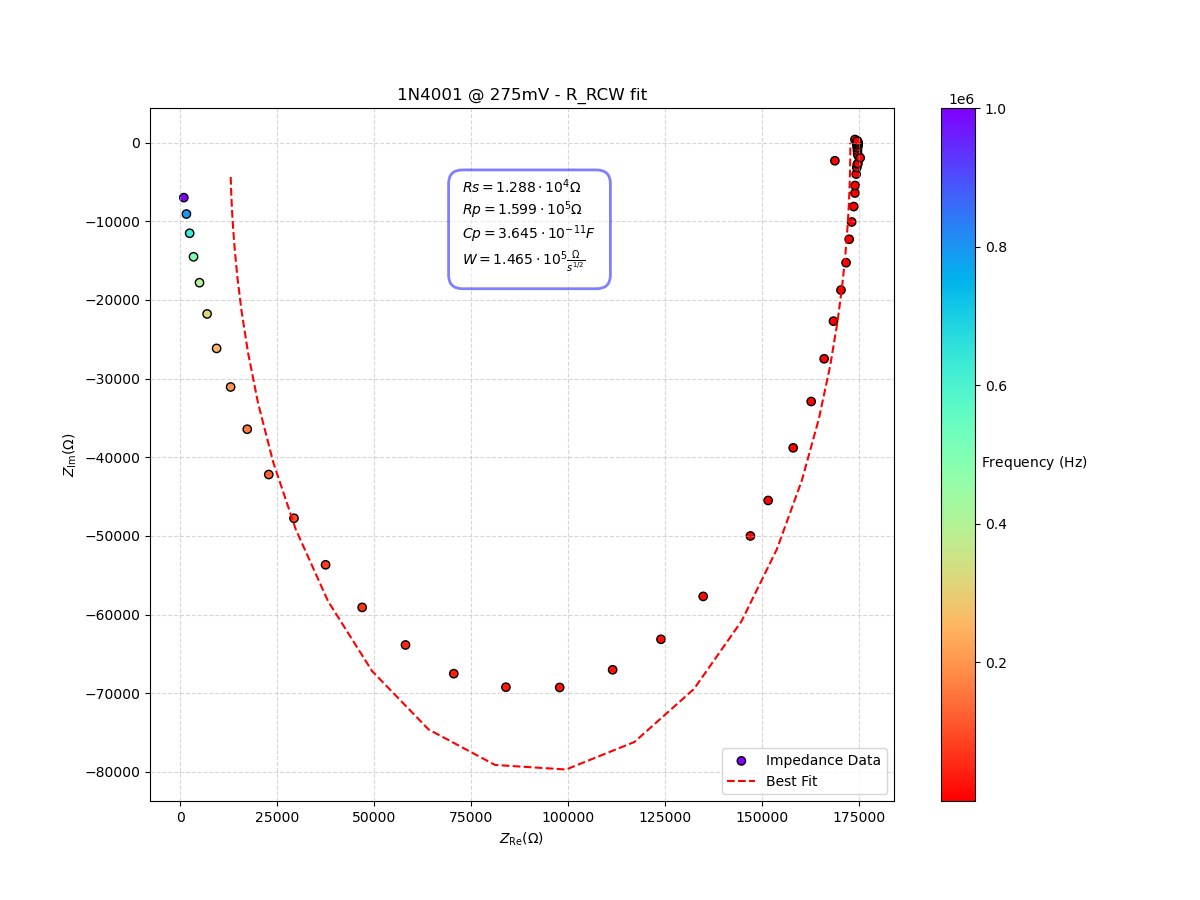 1N4001 @ 275mV - R_RCW fit
1e6
Rs = 1.288 · 10⁴Ω
Rp = 1.599 · 10⁵Ω
Cp = 3.645 · 10⁻¹¹F
W = 1.465 · 10⁵ Ω/s^{1/2}
0
−10000
−20000
−30000
−40000
−50000
−60000
−70000
−80000
Z_Im(Ω)
0
25000
50000
75000
100000
125000
150000
175000
Z_Re(Ω)
Impedance Data
Best Fit
1.0
0.8
0.6
0.4
0.2
Frequency (Hz)